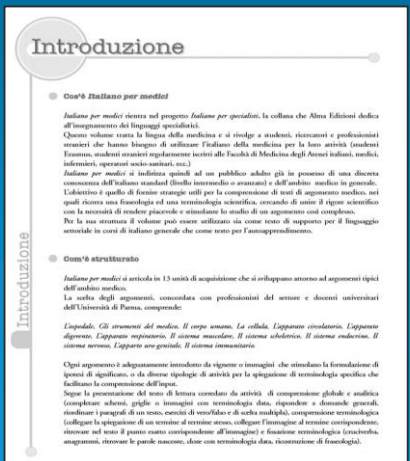 Introduzione
Cos'è Italiano per medici
Italiano per medici rientra nel progetto Italiano per specialisti, la collana che Alma Edizioni dedica
all'insegnamento dei linguaggi specialistici.
Questo volume tratta la lingua della medicina e si rivolge a studenti, ricercatori e professionisti
stranieri che hanno bisogno di utilizzare l'italiano della medicina per la loro attività (studenti
Erasmus, studenti stranieri regolarmente iscritti alle Facoltà di Medicina degli Atenei italiani, medici,
infermieri, operatori socio-sanitari, ecc.)
Italiano per medici si indirizza quindi ad un pubblico adulto già in possesso di una discreta
conoscenza dell'italiano standard (livello intermedio o avanzato) e dell'ambito medico in generale.
L'obiettivo è quello di fornire strategie utili per la comprensione di testi di argomento medico, nei
quali ricorra una fraseologia ed una terminologia scientifica, cercando di unire il rigore scientifico
con la necessità di rendere piacevole e stimolante lo studio di un argomento così complesso.
Per la sua struttura il volume può essere utilizzato sia come testo di supporto per il linguaggio
settoriale in corsi di italiano generale che come testo per l'autoapprendimento.
Com'è strutturato
Italiano per medici si articola in 13 unità di acquisizione che si sviluppano attorno ad argomenti tipici
dell'ambito medico.
La scelta degli argomenti, concordata con professionisti del settore e docenti universitari
dell'Università di Parma, comprende:
L'ospedale, Gli strumenti del medico, Il corpo umano, La cellula, L'apparato circolatorio, L'apparato
digerente, L'apparato respiratorio, Il sistema muscolare, Il sistema scheletrico, Il sistema endocrino, Il
sistema nervoso, L'apparto uro-genitale, Il sistema immunitario.
Ogni argomento è adeguatamente introdotto da vignette o immagini che stimolano la formulazione di
ipotesi di significato, o da diverse tipologie di attività per la spiegazione di terminologia specifica che
facilitano la comprensione dell'input.
Segue la presentazione del testo di lettura corredato da attività di comprensione globale e analitica
(completare schemi, griglie o immagini con terminologia data, rispondere a domande generali,
riordinare i paragrafi di un testo, esercizi di vero/falso e di scelta multipla), comprensione terminologica
(collegare la spiegazione di un termine al termine stesso, collegare l'immagine al termine corrispondente,
ritrovare nel testo il punto esatto corrispondente all'immagine) e fissazione terminologica (cruciverba,
anagrammi, ritrovare le parole nascoste, cloze con terminologia data, ricostruzione di fraseologia).
Introduzione